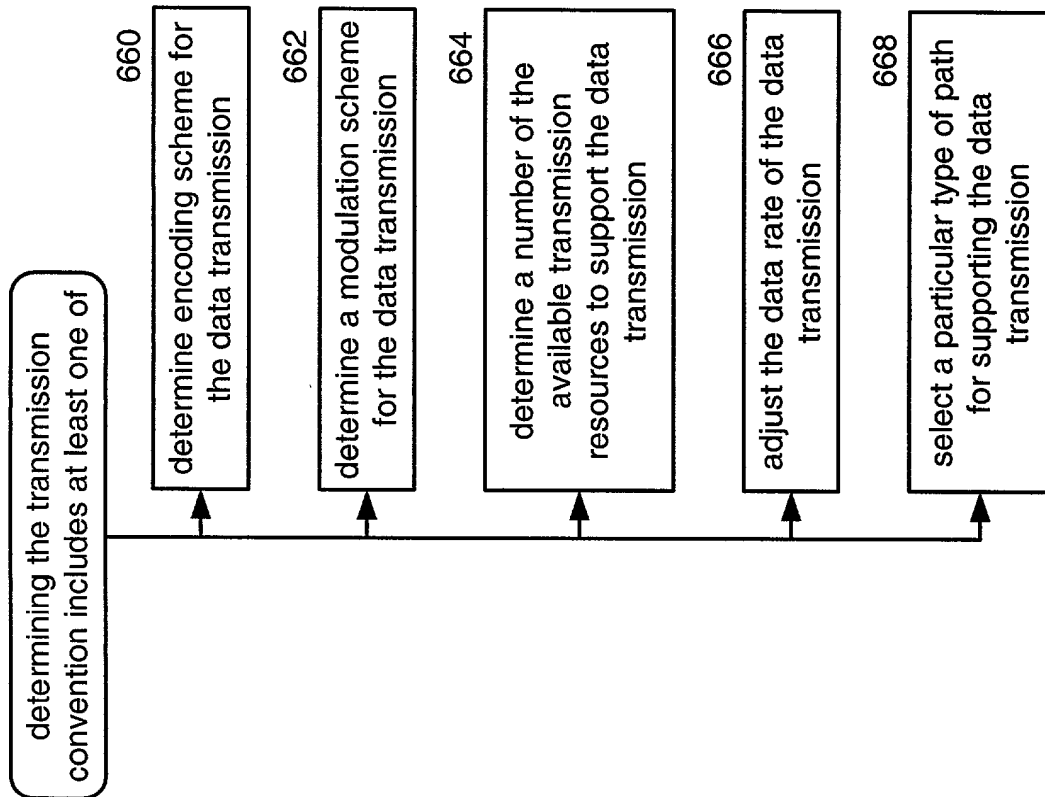 determining the transmission
convention includes at least one of
660
determine encoding scheme for
the data transmission
662
determine a modulation scheme
for the data transmission
664
determine a number of the
available transmission
resources to support the data
transmission
666
adjust the data rate of the data
transmission
668
select a particular type of path
for supporting the data
transmission